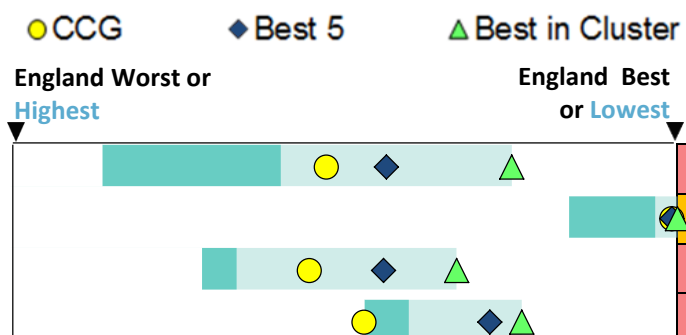 CCG Best 5 Best in Cluster
England Worst or England Best
Highest or Lowest